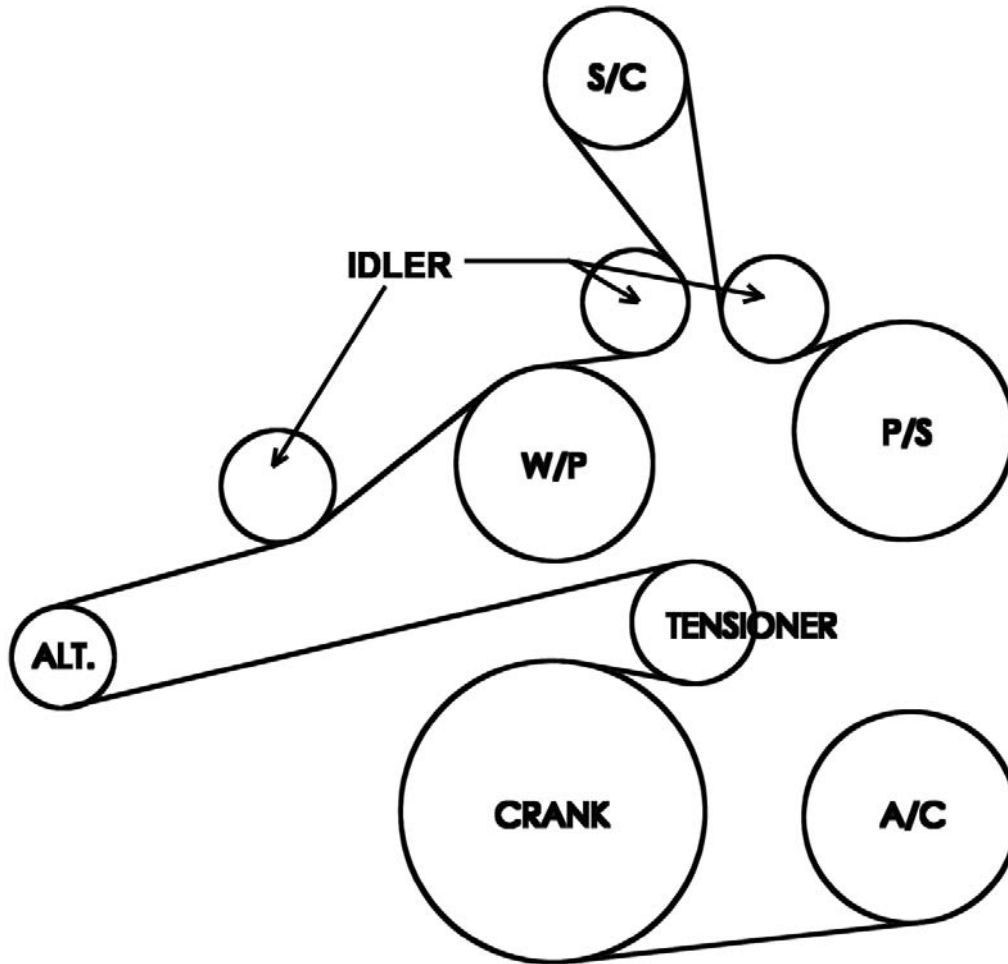 S/C
IDLER
P/S
W/P
TENSIONER
ALT.
CRANK
A/C